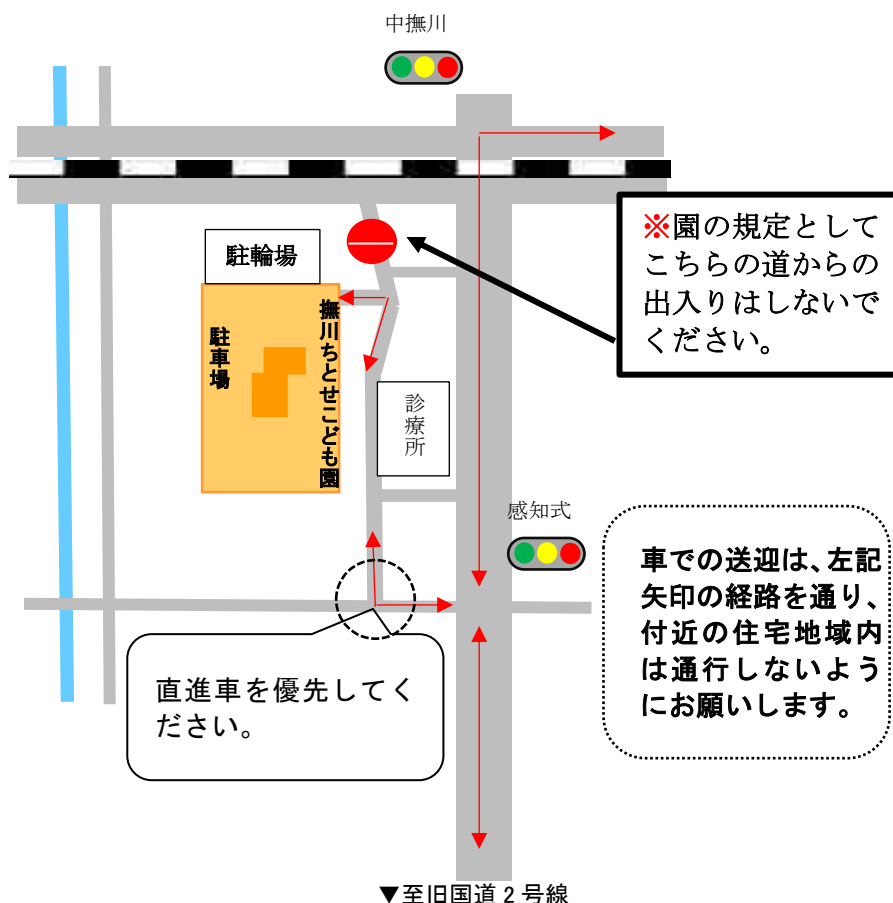 中撫川
※園の規定として
こちらの道からの
出入りはしないで
ください。
駐輪場
撫川ちとせこども園
駐車場
診療所
感知式
車での送迎は、左記
矢印の経路を通り、
付近の住宅地域内
は通行しないよう
にお願いします。
直進車を優先してく
ださい。
▼至旧国道2号線